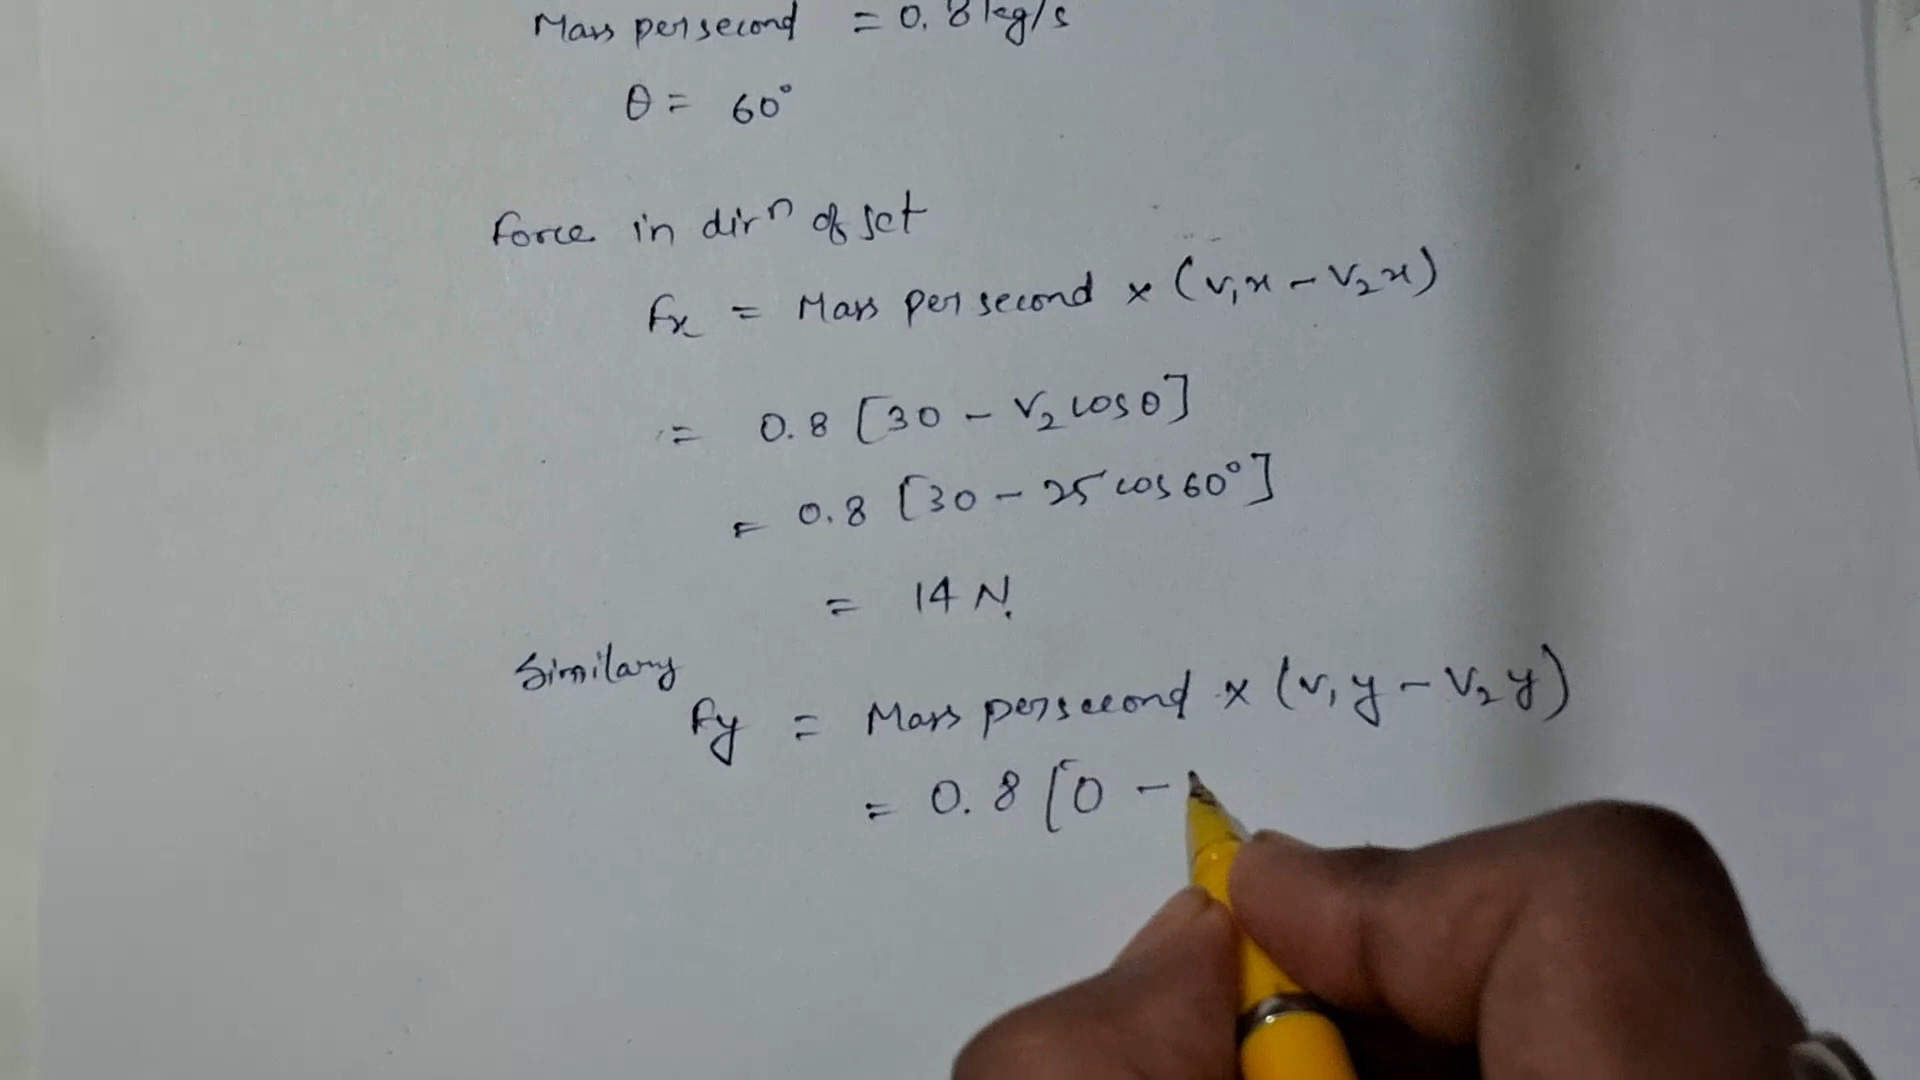 Mass per second = 0.8 kg/s
θ = 60°
Force in dirⁿ of Jet
Fx = Mass per second × (V₁x - V₂x)
= 0.8 [30 - V₂ cos θ]
= 0.8 [30 - 25 cos 60°]
= 14 N.
Similary
Fy = Mass per second × (V₁y - V₂y)
= 0.8 [0 -